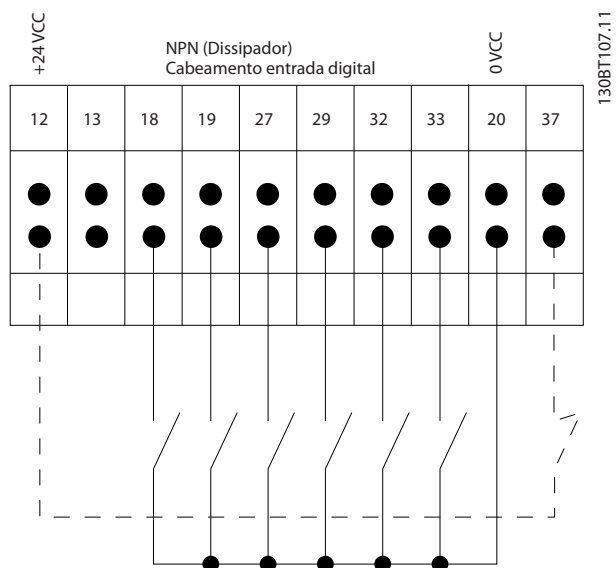 +24 VCC
NPN (Dissipador)
Cabeamento entrada digital
0 VCC
130BT107.11
12 13 18 19 27 29 32 33 20 37